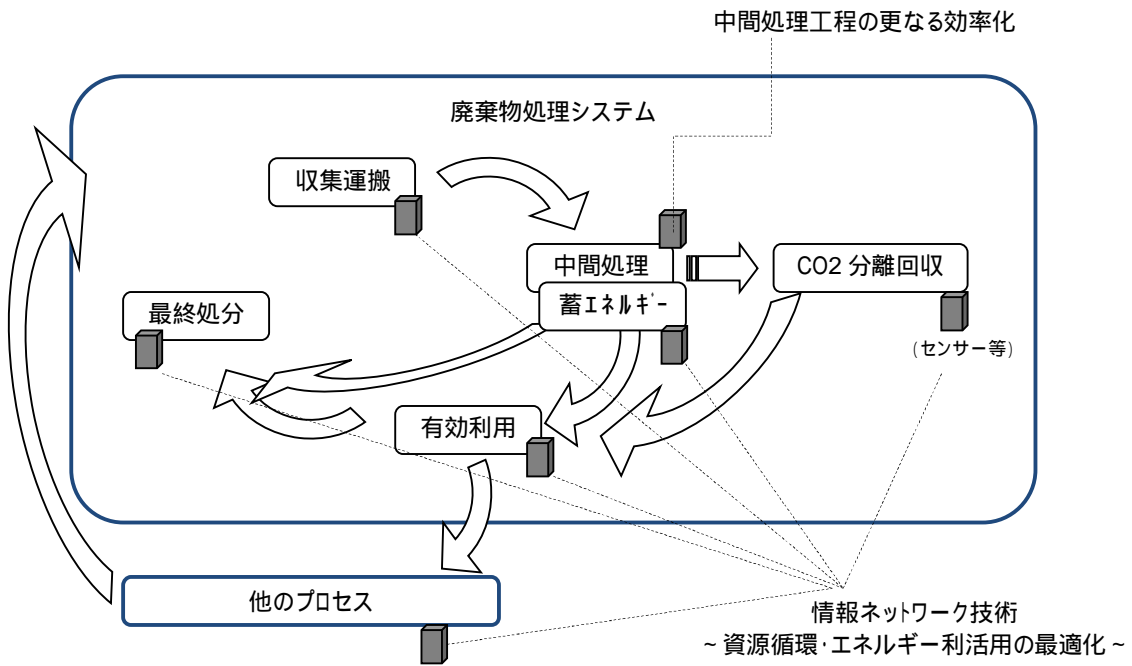 中間処理工程の更なる効率化
廃棄物処理システム
収集運搬
中間処理
CO2 分離回収
蓄ｴﾈﾙｷﾞｰ
最終処分
(センサー等)
有効利用
他のプロセス
情報ネットワーク技術
~ 資源循環･エネルギー利活用の最適化 ~